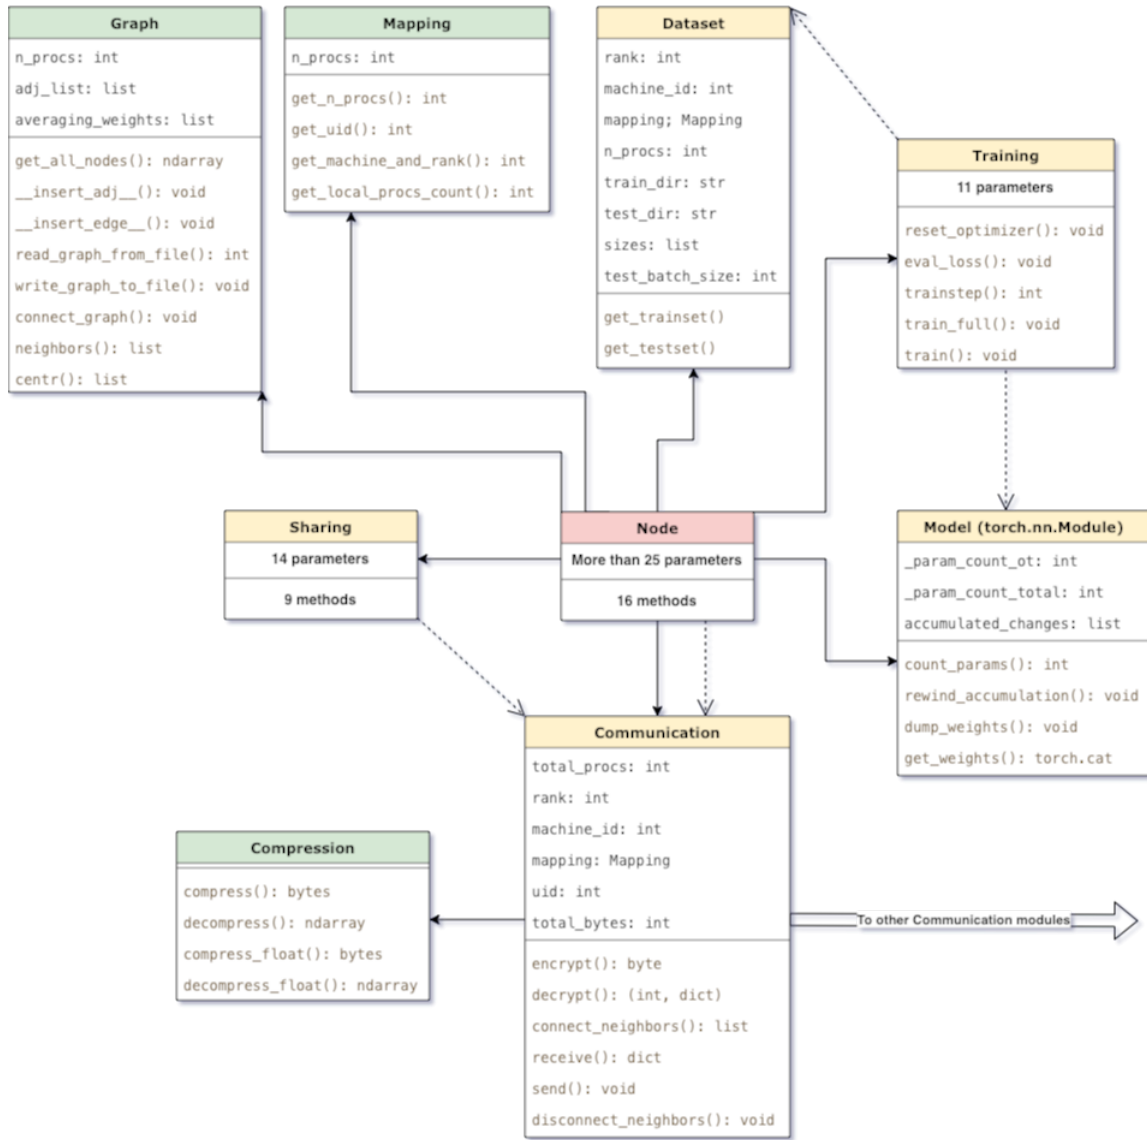 Graph
n_procs: int
adj_list: list
averaging_weights: list
get_all_nodes(): ndarray
__insert_adj__(): void
__insert_edge__(): void
read_graph_from_file(): int
write_graph_to_file(): void
connect_graph(): void
neighbors(): list
centr(): list
Mapping
n_procs: int
get_n_procs(): int
get_uid(): int
get_machine_and_rank(): int
get_local_procs_count(): int
Dataset
rank: int
machine_id: int
mapping; Mapping
n_procs: int
train_dir: str
test_dir: str
sizes: list
test_batch_size: int
get_trainset()
get_testset()
Training
11 parameters
reset_optimizer(): void
eval_loss(): void
trainstep(): int
train_full(): void
train(): void
Sharing
14 parameters
9 methods
Node
More than 25 parameters
16 methods
Model (torch.nn.Module)
_param_count_ot: int
_param_count_total: int
accumulated_changes: list
count_params(): int
rewind_accumulation(): void
dump_weights(): void
get_weights(): torch.cat
Communication
total_procs: int
rank: int
machine_id: int
mapping: Mapping
uid: int
total_bytes: int
encrypt(): byte
decrypt(): (int, dict)
connect_neighbors(): list
receive(): dict
send(): void
disconnect_neighbors(): void
Compression
compress(): bytes
decompress(): ndarray
compress_float(): bytes
decompress_float(): ndarray
To other Communication modules